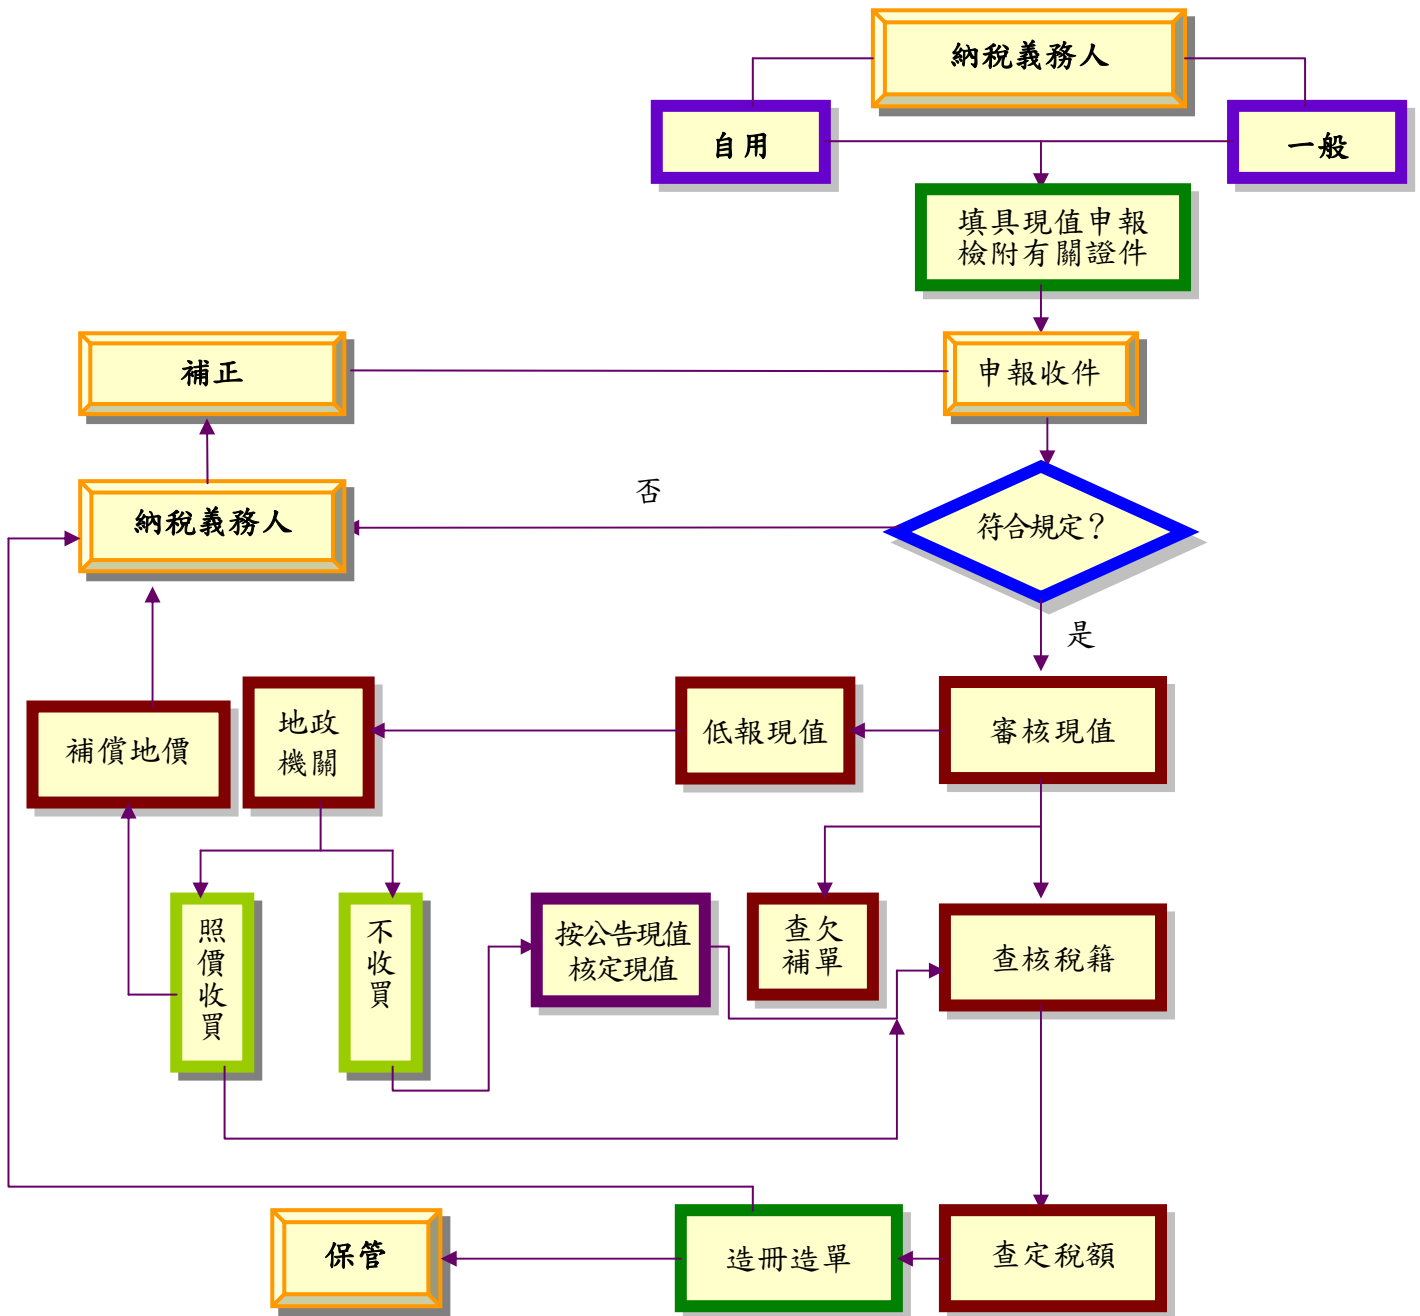 納稅義務人
自用
一般
填具現值申報
檢附有關證件
補正
申報收件
否
納稅義務人
符合規定？
是
地政
機關
低報現值
審核現值
補償地價
照
價
收
買
不
收
買
按公告現值
核定現值
查欠
補單
查核稅籍
保管
造冊造單
查定稅額